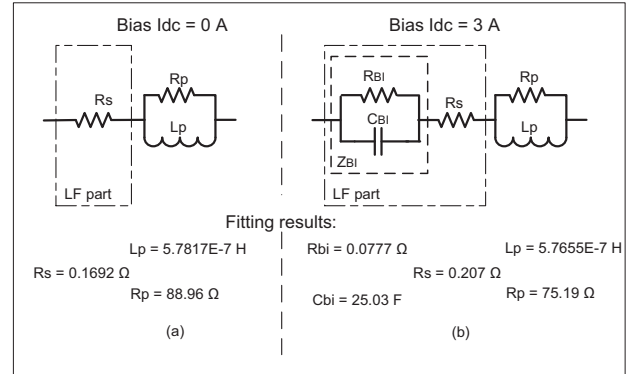 Bias Idc = 0 A
Rp
Rs
Lp
LF part
Bias Idc = 3 A
RBI
Rp
CBI
Rs
Lp
ZBI
LF part
Fitting results:
Lp = 5.7817E-7 H
Rs = 0.1692 Ω
Rp = 88.96 Ω
(a)
Rbi = 0.0777 Ω
Lp = 5.7655E-7 H
Rs = 0.207 Ω
Cbi = 25.03 F
Rp = 75.19 Ω
(b)